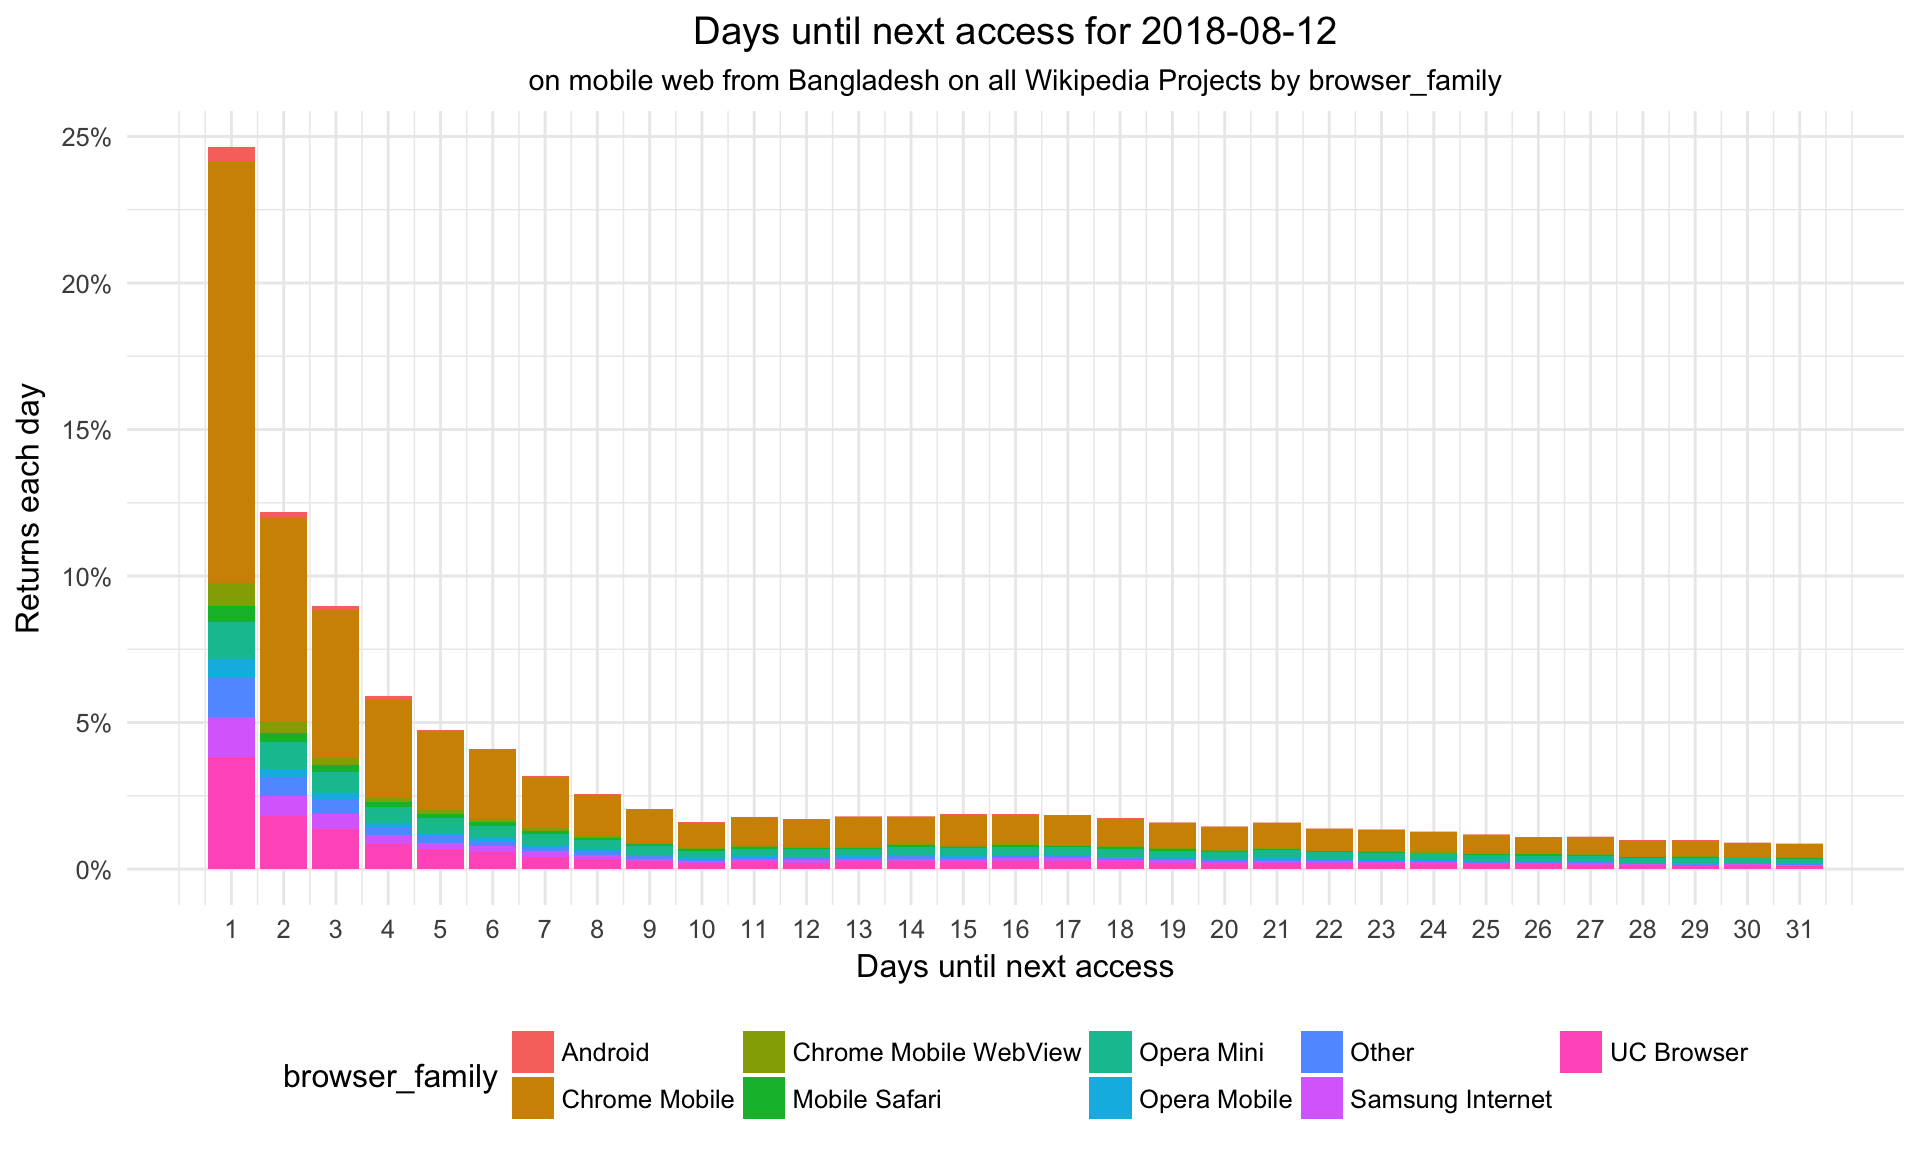 Days until next access for 2018-08-12
on mobile web from Bangladesh on all Wikipedia Projects by browser_family
Returns each day
25%
20%
15%
10%
5%
0%
1 2 3 4 5 6 7 8 9 10 11 12 13 14 15 16 17 18 19 20 21 22 23 24 25 26 27 28 29 30 31
Days until next access
browser_family
Android Chrome Mobile WebView Opera Mini Other UC Browser
Chrome Mobile Mobile Safari Opera Mobile Samsung Internet